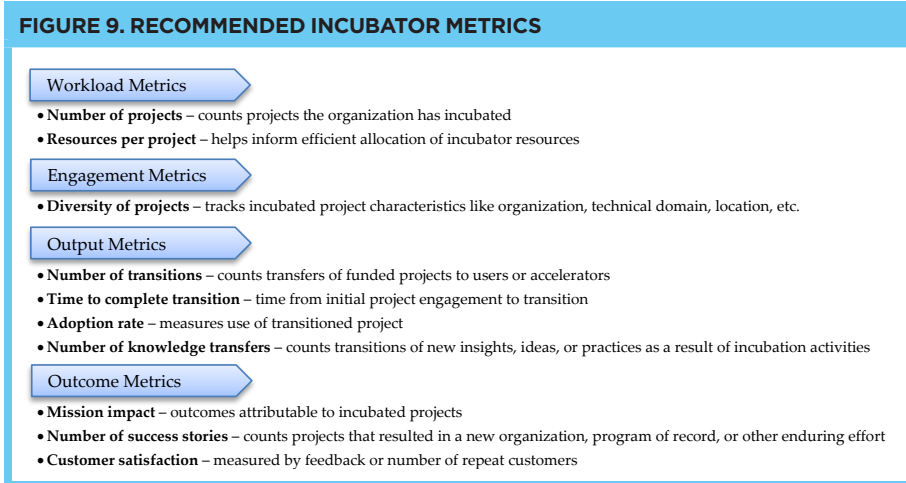 FIGURE 9. RECOMMENDED INCUBATOR METRICS
Workload Metrics
• Number of projects – counts projects the organization has incubated
• Resources per project – helps inform efficient allocation of incubator resources
Engagement Metrics
• Diversity of projects – tracks incubated project characteristics like organization, technical domain, location, etc.
Output Metrics
• Number of transitions – counts transfers of funded projects to users or accelerators
• Time to complete transition – time from initial project engagement to transition
• Adoption rate – measures use of transitioned project
• Number of knowledge transfers – counts transitions of new insights, ideas, or practices as a result of incubation activities
Outcome Metrics
• Mission impact – outcomes attributable to incubated projects
• Number of success stories – counts projects that resulted in a new organization, program of record, or other enduring effort
• Customer satisfaction – measured by feedback or number of repeat customers